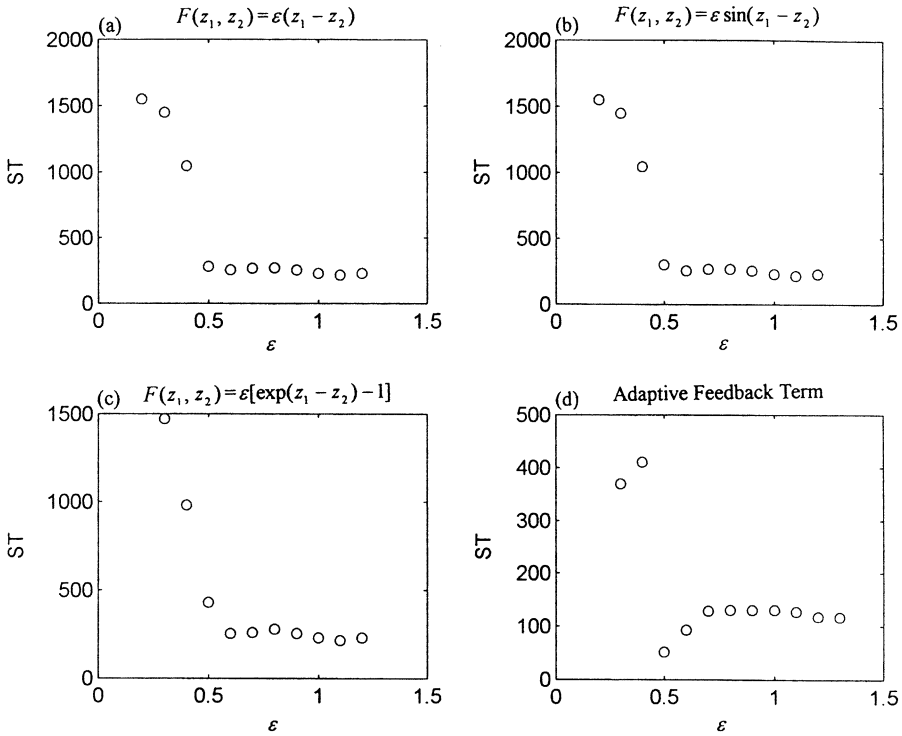 (a) F(z₁, z₂) = ε(z₁ − z₂)
2000
1500
1000
500
0
ST
0 0.5 1 1.5
ε
(b) F(z₁, z₂) = ε sin(z₁ − z₂)
2000
1500
1000
500
0
ST
0 0.5 1 1.5
ε
(c) F(z₁, z₂) = ε[exp(z₁ − z₂) − 1]
1500
1000
500
0
ST
0 0.5 1 1.5
ε
(d) Adaptive Feedback Term
500
400
300
200
100
0
ST
0 0.5 1 1.5
ε